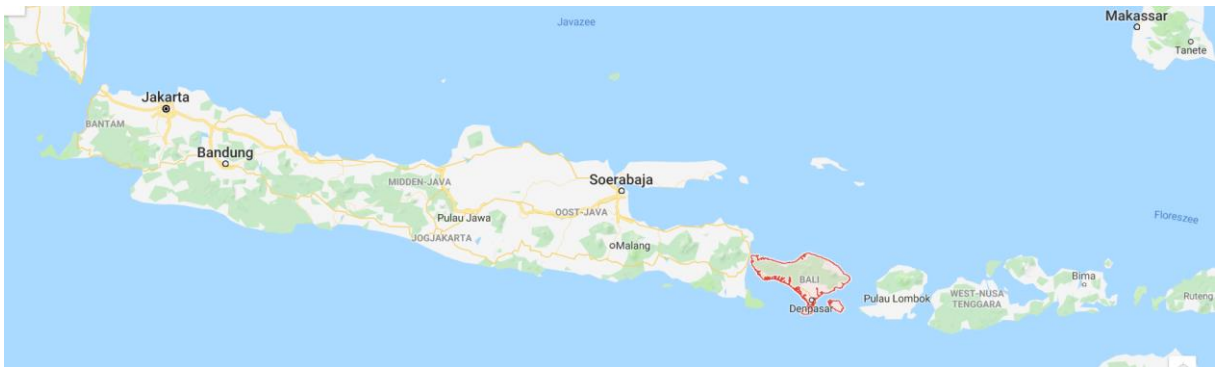 Javazee
Makassar
Tanete
Jakarta
BANTAM
Bandung
MIDDEN-JAVA
Soerabaja
Pulau Jawa
OOST-JAVA
Floreszee
JOGJAKARTA
Malang
BALI
Bima
Pulau Lombok
WEST-NUSA
TENGGARA
Ruteng
Denpasar